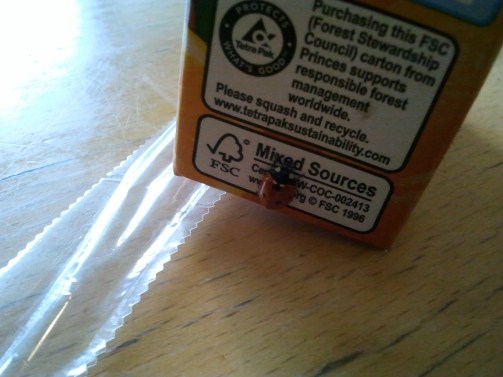 PROTECTS
Tetra Pak
WHAT'S GOOD
Purchasing this FSC
(Forest Stewardship
Council) carton from
Princes supports
responsible forest
management
worldwide.
Please squash and recycle.
www.tetrapaksustainability.com
FSC
Mixed Sources
W-COC-002413
© FSC 1996